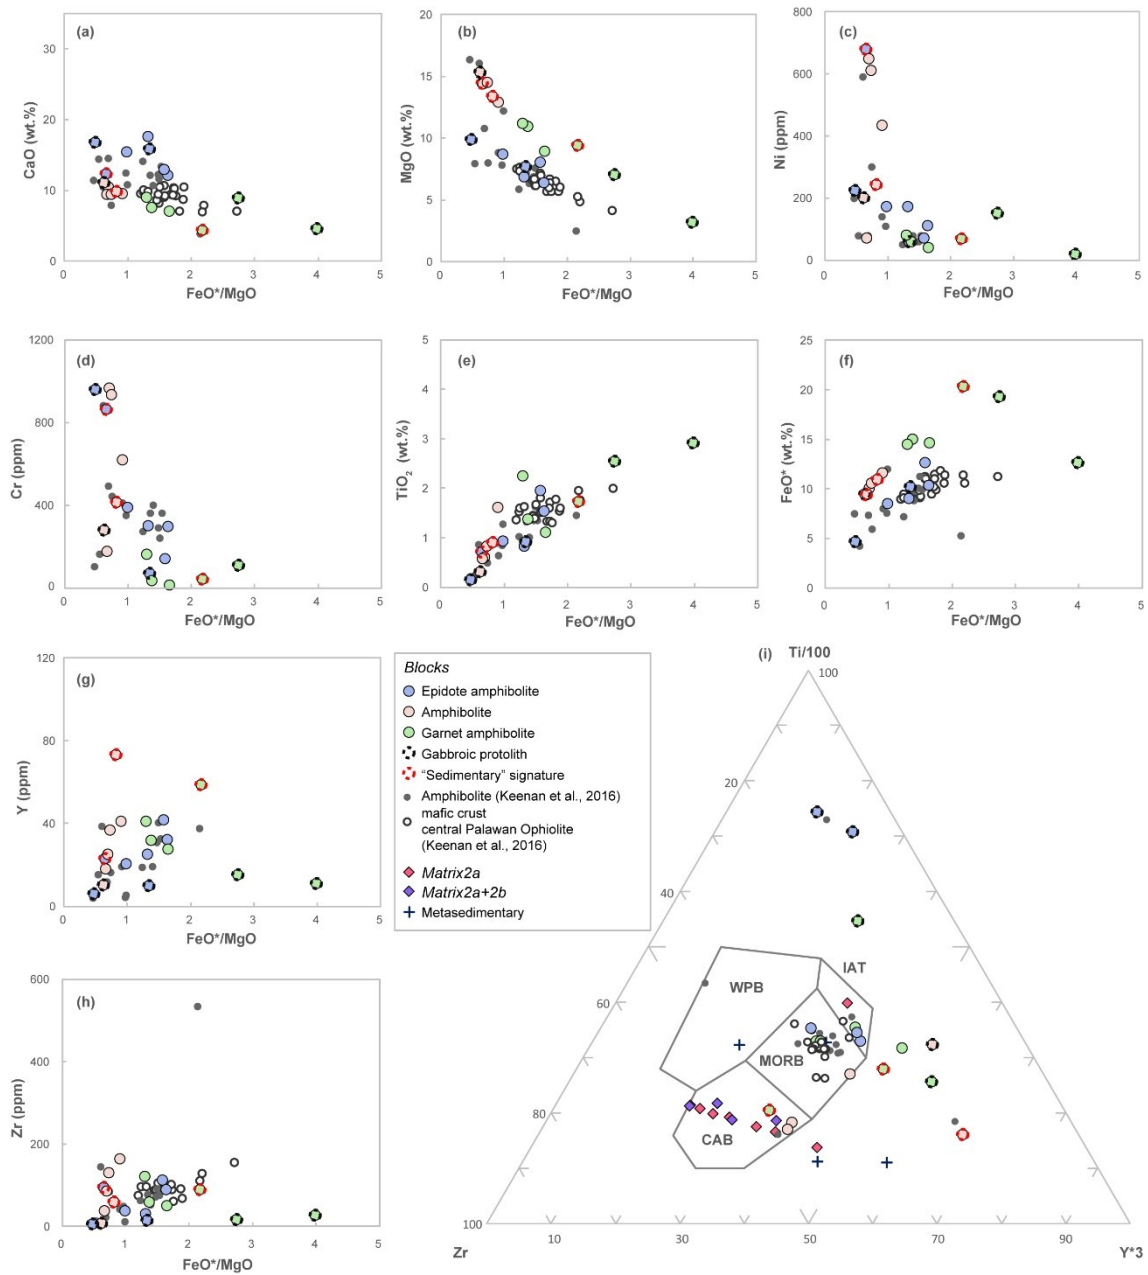 (a)
CaO (wt.%)
30
20
10
0
0 1 2 3 4 5
FeO*/MgO
(b)
MgO (wt.%)
20
15
10
5
0
0 1 2 3 4 5
FeO*/MgO
(c)
Ni (ppm)
800
600
400
200
0
0 1 2 3 4 5
FeO*/MgO
(d)
Cr (ppm)
1200
800
400
0
0 1 2 3 4 5
FeO*/MgO
(e)
TiO2 (wt.%)
5
4
3
2
1
0
0 1 2 3 4 5
FeO*/MgO
(f)
FeO* (wt.%)
25
20
15
10
5
0
0 1 2 3 4 5
FeO*/MgO
(g)
Y (ppm)
120
80
40
0
0 1 2 3 4 5
FeO*/MgO
(h)
Zr (ppm)
600
400
200
0
0 1 2 3 4 5
FeO*/MgO
Blocks
Epidote amphibolite
Amphibolite
Garnet amphibolite
Gabbroic protolith
“Sedimentary” signature
Amphibolite (Keenan et al., 2016)
mafic crust
central Palawan Ophiolite
(Keenan et al., 2016)
Matrix2a
Matrix2a+2b
Metasedimentary
(i)
Ti/100
100
20
40
60
80
100
IAT
WPB
MORB
CAB
10 30 50 70 90
Zr
Y*3